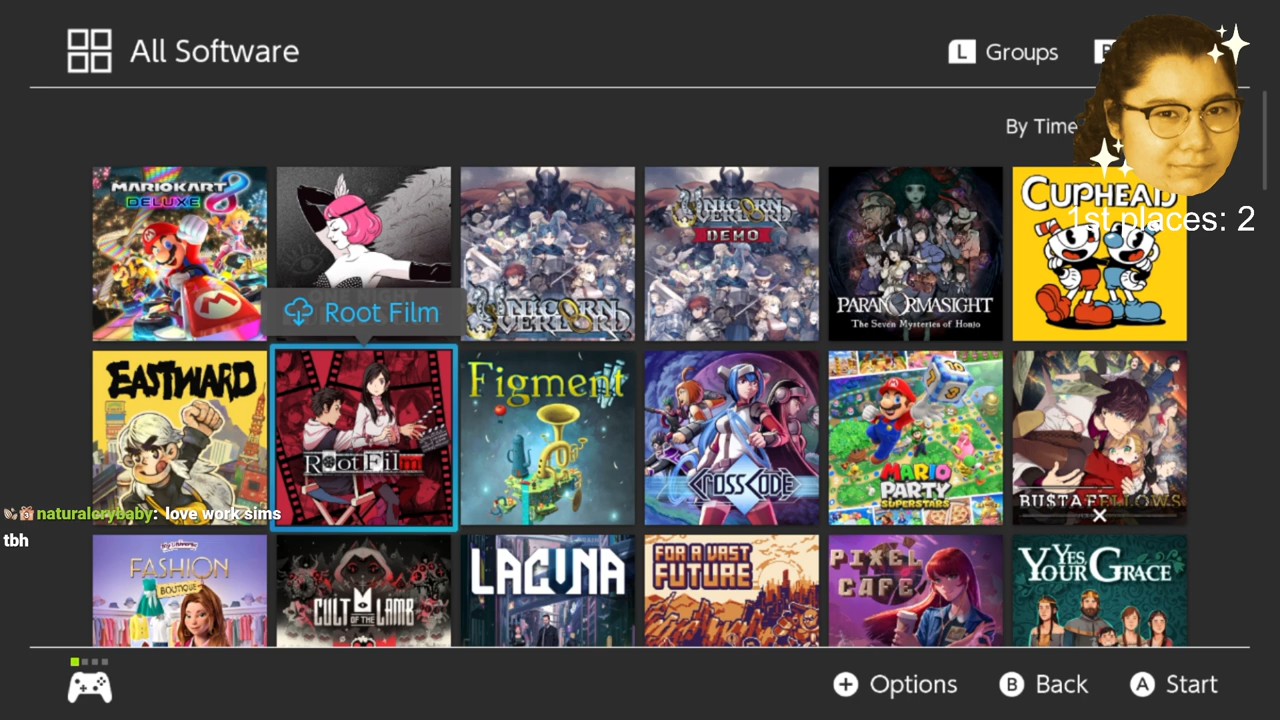 All Software
L Groups
By Time
MARIOKART 8
DELUXE
UNICORN
OVERLORD
UNICORN
OVERLORD
DEMO
PARANORMASIGHT
The Seven Mysteries of Honjo
CUPHEAD
1st places: 2
Root Film
EASTWARD
RootFilm
Figment
CROSSCODE
MARIO
PARTY
SUPERSTARS
BUSTAFELLOWS
naturalcrybaby: love work sims
tbh
FASHION
BOUTIQUE
CULT OF THE LAMB
LACUNA
FOR A VAST
FUTURE
PIXEL
CAFE
YES,
YOUR GRACE
+ Options
B Back
A Start